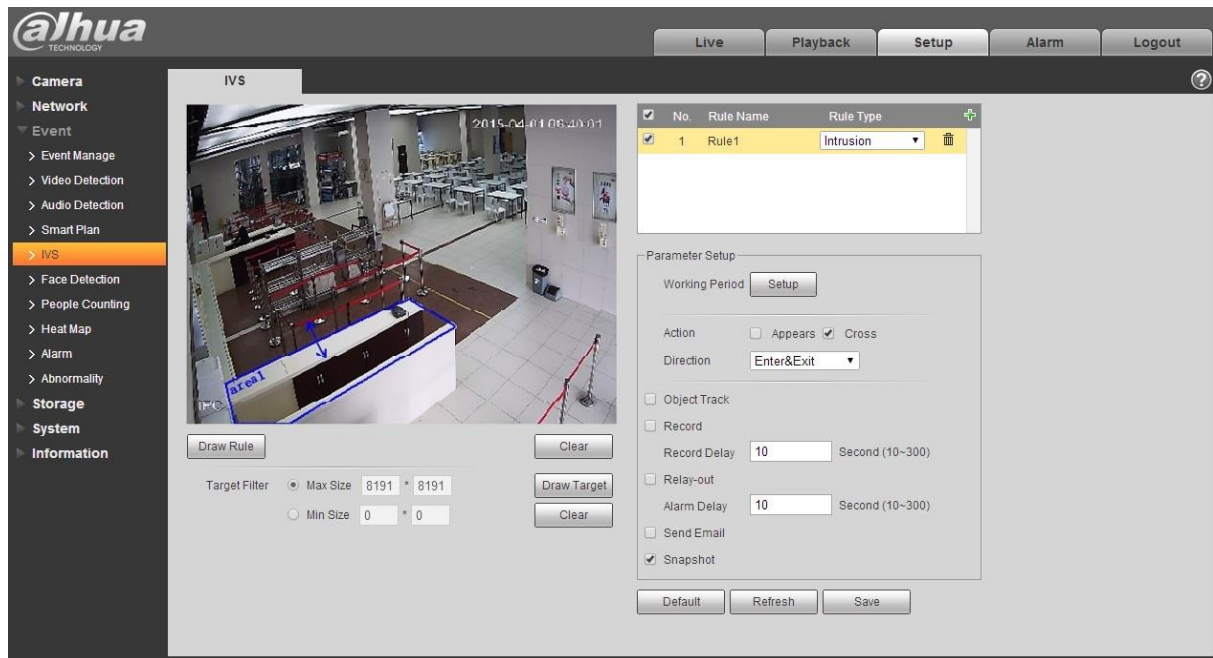 alhua
TECHNOLOGY
Live Playback Setup Alarm Logout
Camera
Network
Event
> Event Manage
> Video Detection
> Audio Detection
> Smart Plan
> IVS
> Face Detection
> People Counting
> Heat Map
> Alarm
> Abnormality
Storage
System
Information
IVS
?
2015-04-01 08:40:01
area1
IPC
Draw Rule Clear
Target Filter Max Size 8191 * 8191 Draw Target
Min Size 0 * 0 Clear
No. Rule Name Rule Type
1 Rule1 Intrusion
Parameter Setup
Working Period Setup
Action Appears Cross
Direction Enter&Exit
Object Track
Record
Record Delay 10 Second (10~300)
Relay-out
Alarm Delay 10 Second (10~300)
Send Email
Snapshot
Default Refresh Save